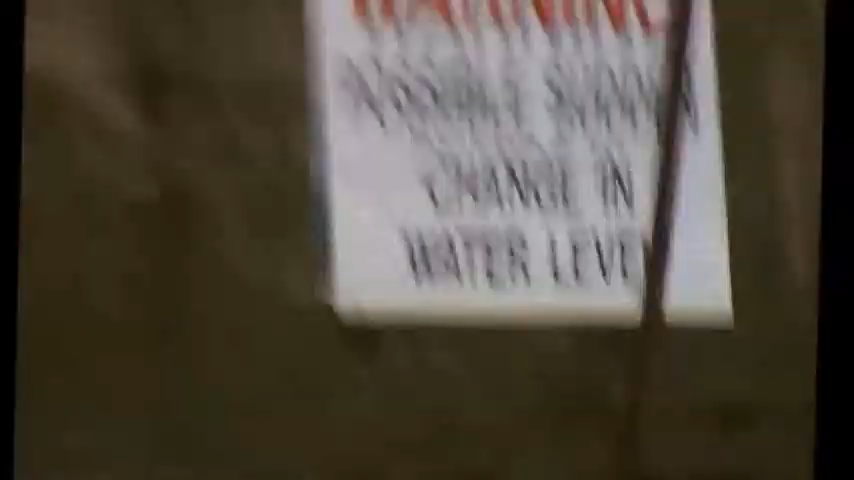 WARNING
POSSIBLE SUDDEN
CHANGE IN
WATER LEVEL